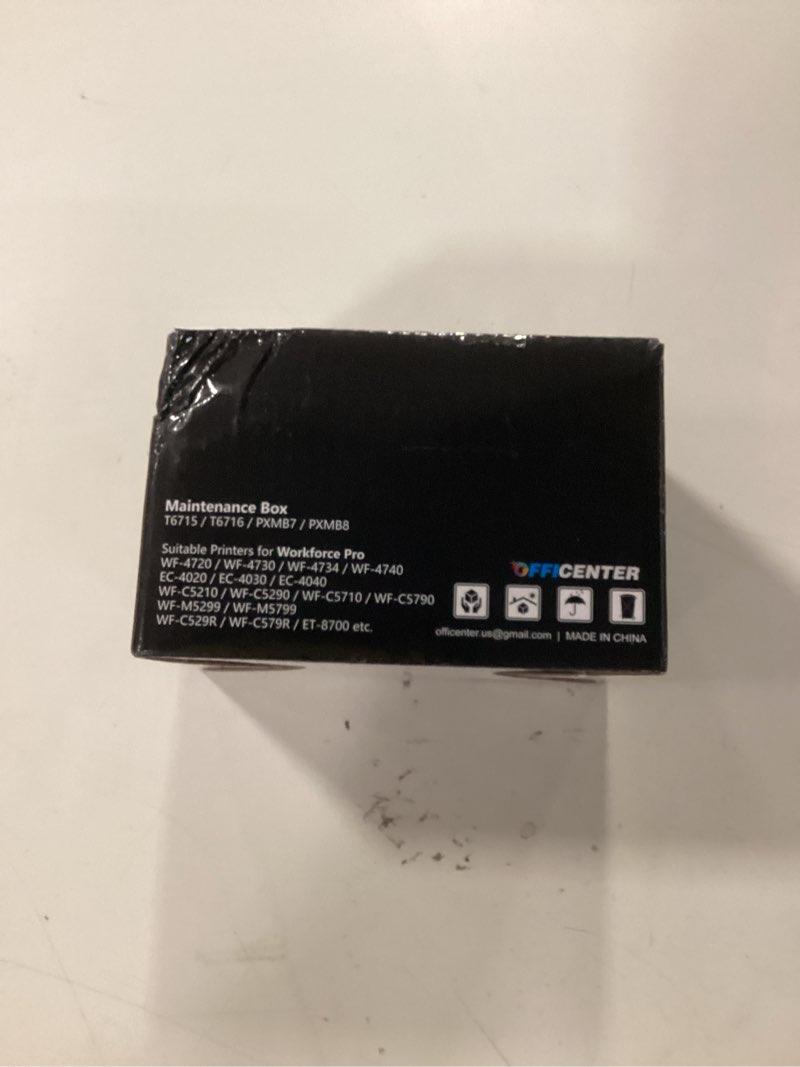 Maintenance Box
T6715 / T6716 / PXMB7 / PXMB8
Suitable Printers for Workforce Pro
WF-4720 / WF-4730 / WF-4734 / WF-4740
EC-4020 / EC-4030 / EC-4040
WF-C5210 / WF-C5290 / WF-C5710 / WF-C5790
WF-M5299 / WF-M5799
WF-C529R / WF-C579R / ET-8700 etc.
OFFICENTER
officenter.us@gmail.com | MADE IN CHINA